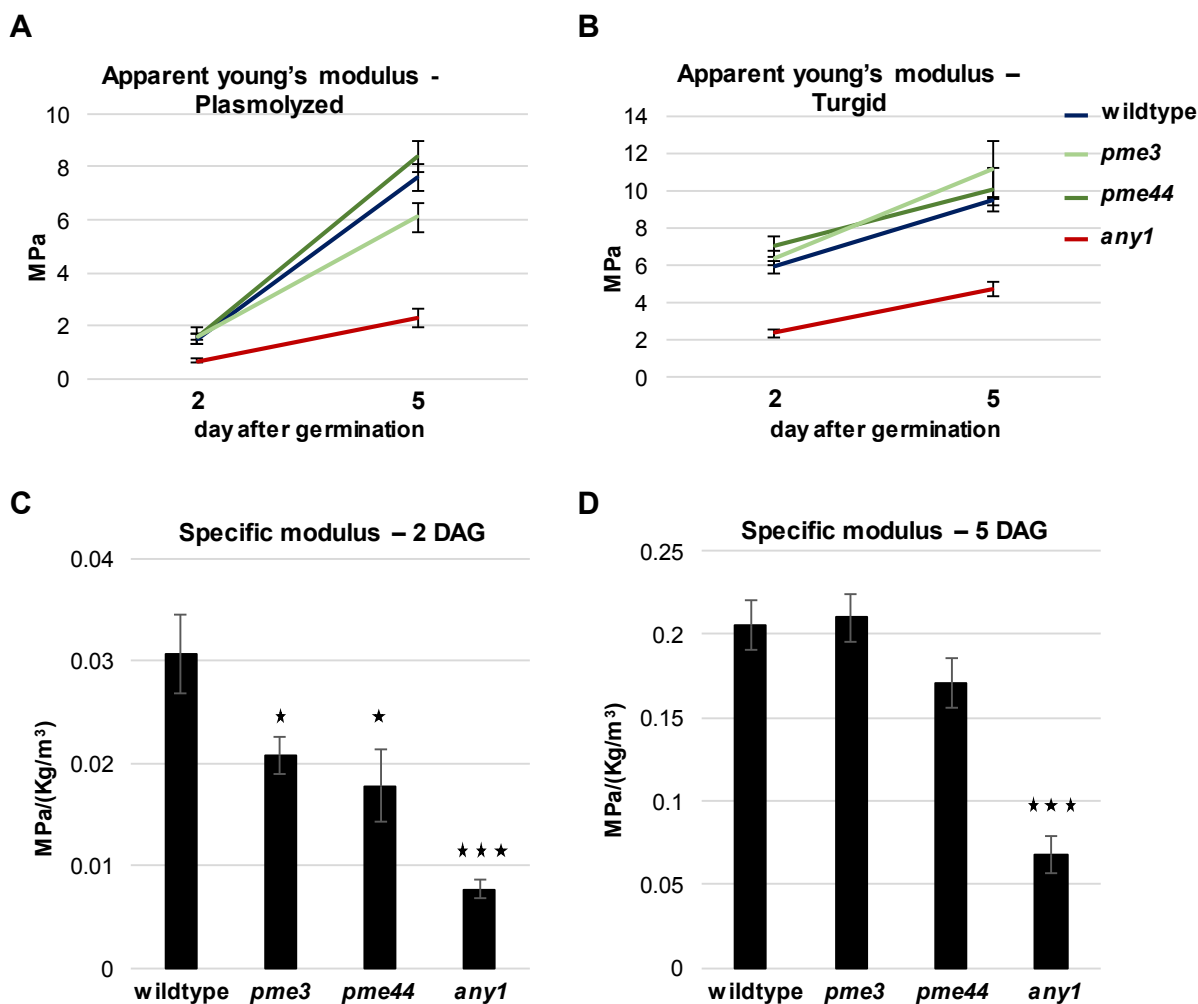 A
Apparent young's modulus -
Plasmolyzed
10
8
6
4
2
0
MPa
2
5
day after germination
B
Apparent young's modulus –
Turgid
14
12
10
8
6
4
2
0
MPa
2
5
day after germination
wildtype
pme3
pme44
any1
C
Specific modulus – 2 DAG
0.04
0.03
0.02
0.01
0
MPa/(Kg/m³)
★
★
★★★
wildtype
pme3
pme44
any1
D
Specific modulus – 5 DAG
0.25
0.2
0.15
0.1
0.05
0
MPa/(Kg/m³)
★★★
wildtype
pme3
pme44
any1